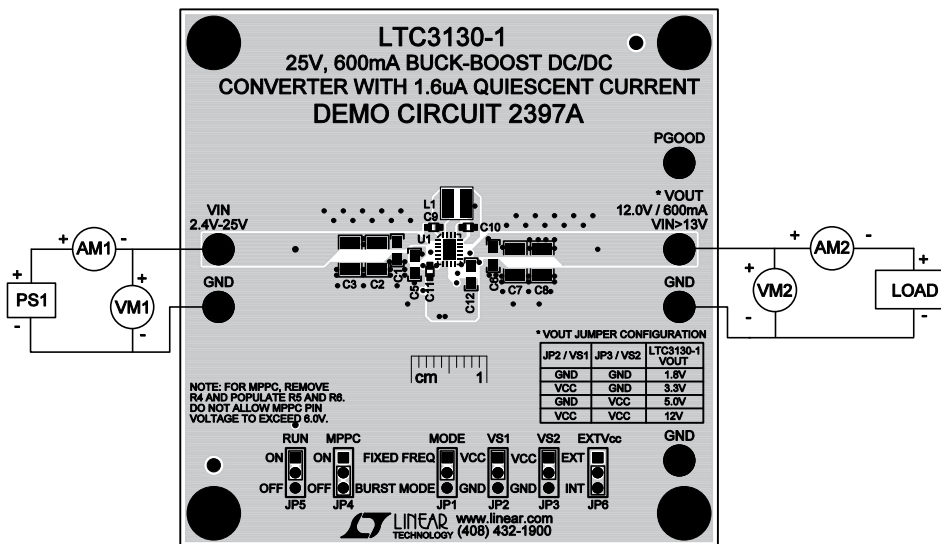 LTC3130-1
25V, 600mA BUCK-BOOST DC/DC
CONVERTER WITH 1.6uA QUIESCENT CURRENT
DEMO CIRCUIT 2397A
PGOOD
VIN
2.4V-25V
* VOUT
12.0V / 600mA
VIN>13V
L1
C9
C10
U1
GND
GND
C3
C2
C1
C5
C11
C12
C6
C7
C8
+ AM1 -
+
PS1
-
+
VM1
-
+ AM2 -
+
VM2
-
+
LOAD
-
cm 1
* VOUT JUMPER CONFIGURATION
JP2 / VS1 JP3 / VS2 LTC3130-1 VOUT
GND GND 1.8V
VCC GND 3.3V
GND VCC 5.0V
VCC VCC 12V
NOTE: FOR MPPC, REMOVE
R4 AND POPULATE R5 AND R6.
DO NOT ALLOW MPPC PIN
VOLTAGE TO EXCEED 6.0V.
GND
RUN MPPC MODE VS1 VS2 EXTVcc
ON ON FIXED FREQ VCC VCC EXT
OFF OFF BURST MODE GND GND INT
JP5 JP4 JP1 JP2 JP3 JP6
LINEAR www.linear.com
TECHNOLOGY (408) 432-1900